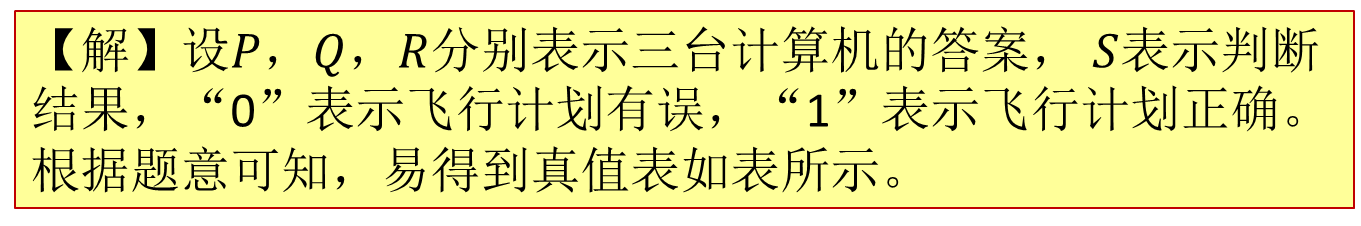 【解】设P，Q，R分别表示三台计算机的答案， S表示判断
结果，“0”表示飞行计划有误，“1”表示飞行计划正确。
根据题意可知，易得到真值表如表所示。